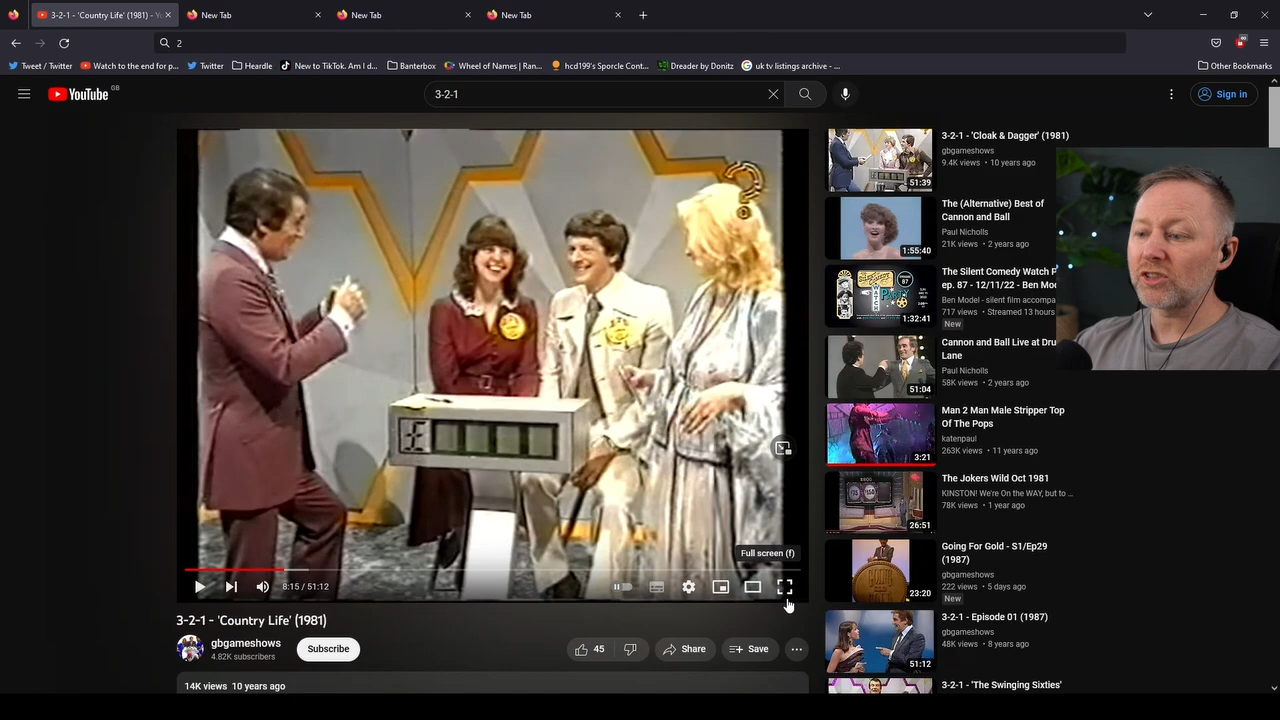 3-2-1 - 'Country Life' (1981) - Yo
New Tab
New Tab
New Tab
2
Tweet / Twitter
Watch to the end for p...
Twitter
Heardle
New to TikTok. Am I d...
Banterbox
Wheel of Names | Ran...
hcd199's Sporcle Cont...
Dreader by Donitz
uk tv listings archive - ...
Other Bookmarks
YouTube GB
3-2-1
Sign in
?
£
Full screen (f)
8:15 / 51:12
3-2-1 - 'Country Life' (1981)
gbgameshows
4.82K subscribers
Subscribe
45
Share
Save
14K views 10 years ago
3-2-1 - 'Cloak & Dagger' (1981)
gbgameshows
9.4K views • 10 years ago
51:39
The (Alternative) Best of
Cannon and Ball
Paul Nicholls
21K views • 2 years ago
1:55:40
The Silent Comedy Watch P
ep. 87 - 12/11/22 - Ben Mo
Ben Model - silent film accompa
717 views • Streamed 13 hours
New
1:32:41
Cannon and Ball Live at Dru
Lane
Paul Nicholls
58K views • 2 years ago
51:04
Man 2 Man Male Stripper Top
Of The Pops
katenpaul
263K views • 11 years ago
3:21
The Jokers Wild Oct 1981
KINSTON! We're On the WAY, but to ...
78K views • 1 year ago
26:51
Going For Gold - S1/Ep29
(1987)
gbgameshows
222 views • 5 days ago
New
23:20
3-2-1 - Episode 01 (1987)
gbgameshows
48K views • 8 years ago
51:12
3-2-1 - 'The Swinging Sixties'